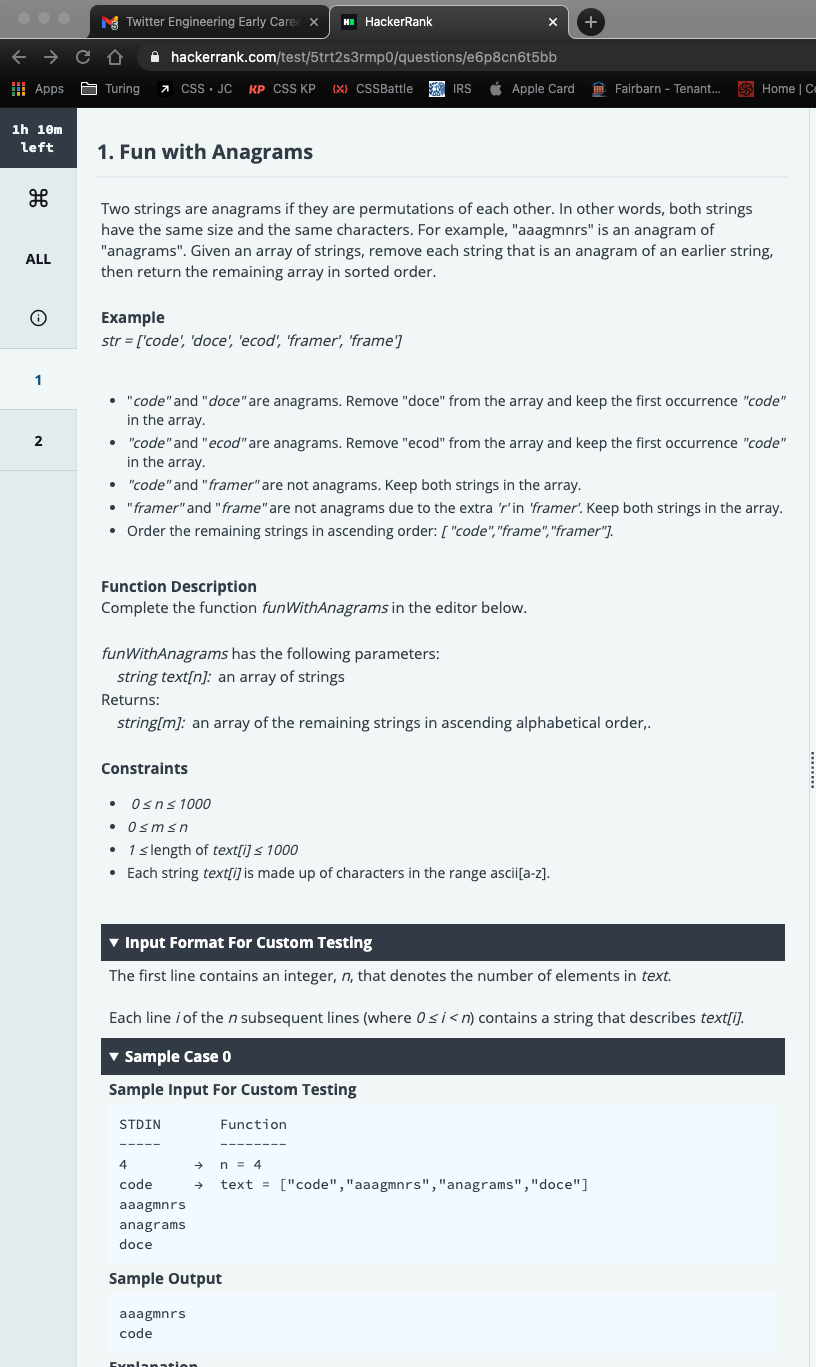 Twitter Engineering Early Caree
HackerRank
hackerrank.com/test/5trt2s3rmp0/questions/e6p8cn6t5bb
Apps Turing CSS • JC KP CSS KP CSSBattle IRS Apple Card Fairbarn - Tenant... Home | Co
1h 10m
left
ALL
1
2
1. Fun with Anagrams
Two strings are anagrams if they are permutations of each other. In other words, both strings
have the same size and the same characters. For example, "aaagmnrs" is an anagram of
"anagrams". Given an array of strings, remove each string that is an anagram of an earlier string,
then return the remaining array in sorted order.
Example
str = ['code', 'doce', 'ecod', 'framer', 'frame']
• "code" and "doce" are anagrams. Remove "doce" from the array and keep the first occurrence "code"
in the array.
• "code" and "ecod" are anagrams. Remove "ecod" from the array and keep the first occurrence "code"
in the array.
• "code" and "framer" are not anagrams. Keep both strings in the array.
• "framer" and "frame" are not anagrams due to the extra 'r' in 'framer'. Keep both strings in the array.
• Order the remaining strings in ascending order: [ "code","frame","framer"].
Function Description
Complete the function funWithAnagrams in the editor below.
funWithAnagrams has the following parameters:
string text[n]: an array of strings
Returns:
string[m]: an array of the remaining strings in ascending alphabetical order,.
Constraints
• 0 ≤ n ≤ 1000
• 0 ≤ m ≤ n
• 1 ≤ length of text[i] ≤ 1000
• Each string text[i] is made up of characters in the range ascii[a-z].
▼ Input Format For Custom Testing
The first line contains an integer, n, that denotes the number of elements in text.
Each line i of the n subsequent lines (where 0 ≤ i < n) contains a string that describes text[i].
▼ Sample Case 0
Sample Input For Custom Testing
STDIN Function
----- --------
4 → n = 4
code → text = ["code","aaagmnrs","anagrams","doce"]
aaagmnrs
anagrams
doce
Sample Output
aaagmnrs
code
Explanation